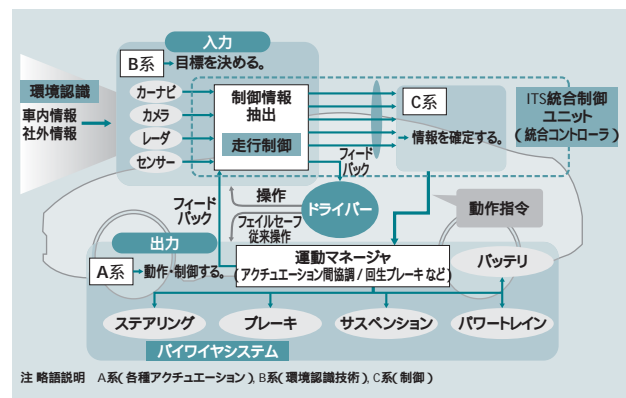 入力
B系
目標を決める。
環境認識
車内情報
社外情報
カーナビ
カメラ
レーダ
センサー
制御情報
抽出
走行制御
C系
情報を確定する。
ITS統合制御
ユニット
(統合コントローラ)
フィード
バック
フィード
バック
操作
ドライバー
フェイルセーフ
従来操作
動作指令
出力
A系
動作・制御する。
運動マネージャ
(アクチュエーション間協調/回生ブレーキなど)
バッテリ
ステアリング
ブレーキ
サスペンション
パワートレイン
バイワイヤシステム
注 略語説明 A系(各種アクチュエーション), B系(環境認識技術), C系(制御)